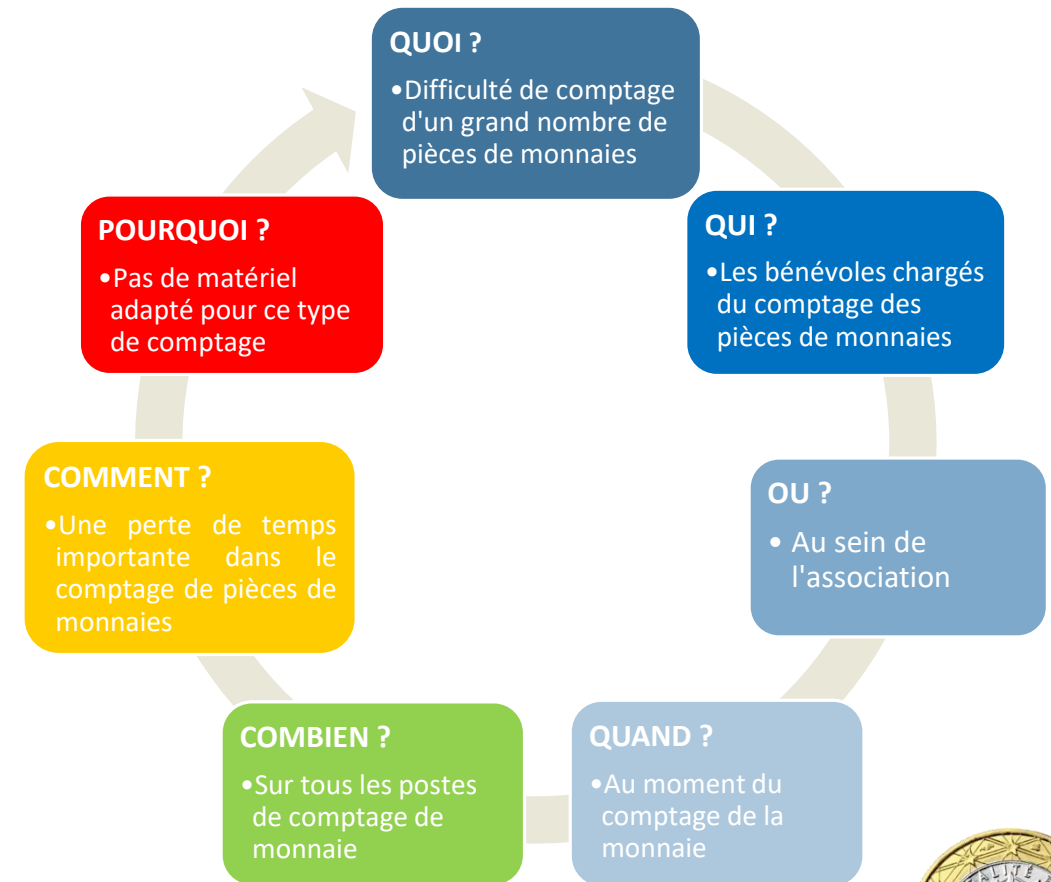 QUOI ?
•Difficulté de comptage
d'un grand nombre de
pièces de monnaies
QUI ?
•Les bénévoles chargés
du comptage des
pièces de monnaies
OU ?
• Au sein de
l'association
QUAND ?
•Au moment du
comptage de la
monnaie
COMBIEN ?
•Sur tous les postes
de comptage de
monnaie
COMMENT ?
•Une perte de temps
importante dans le
comptage de pièces de
monnaies
POURQUOI ?
•Pas de matériel
adapté pour ce type
de comptage